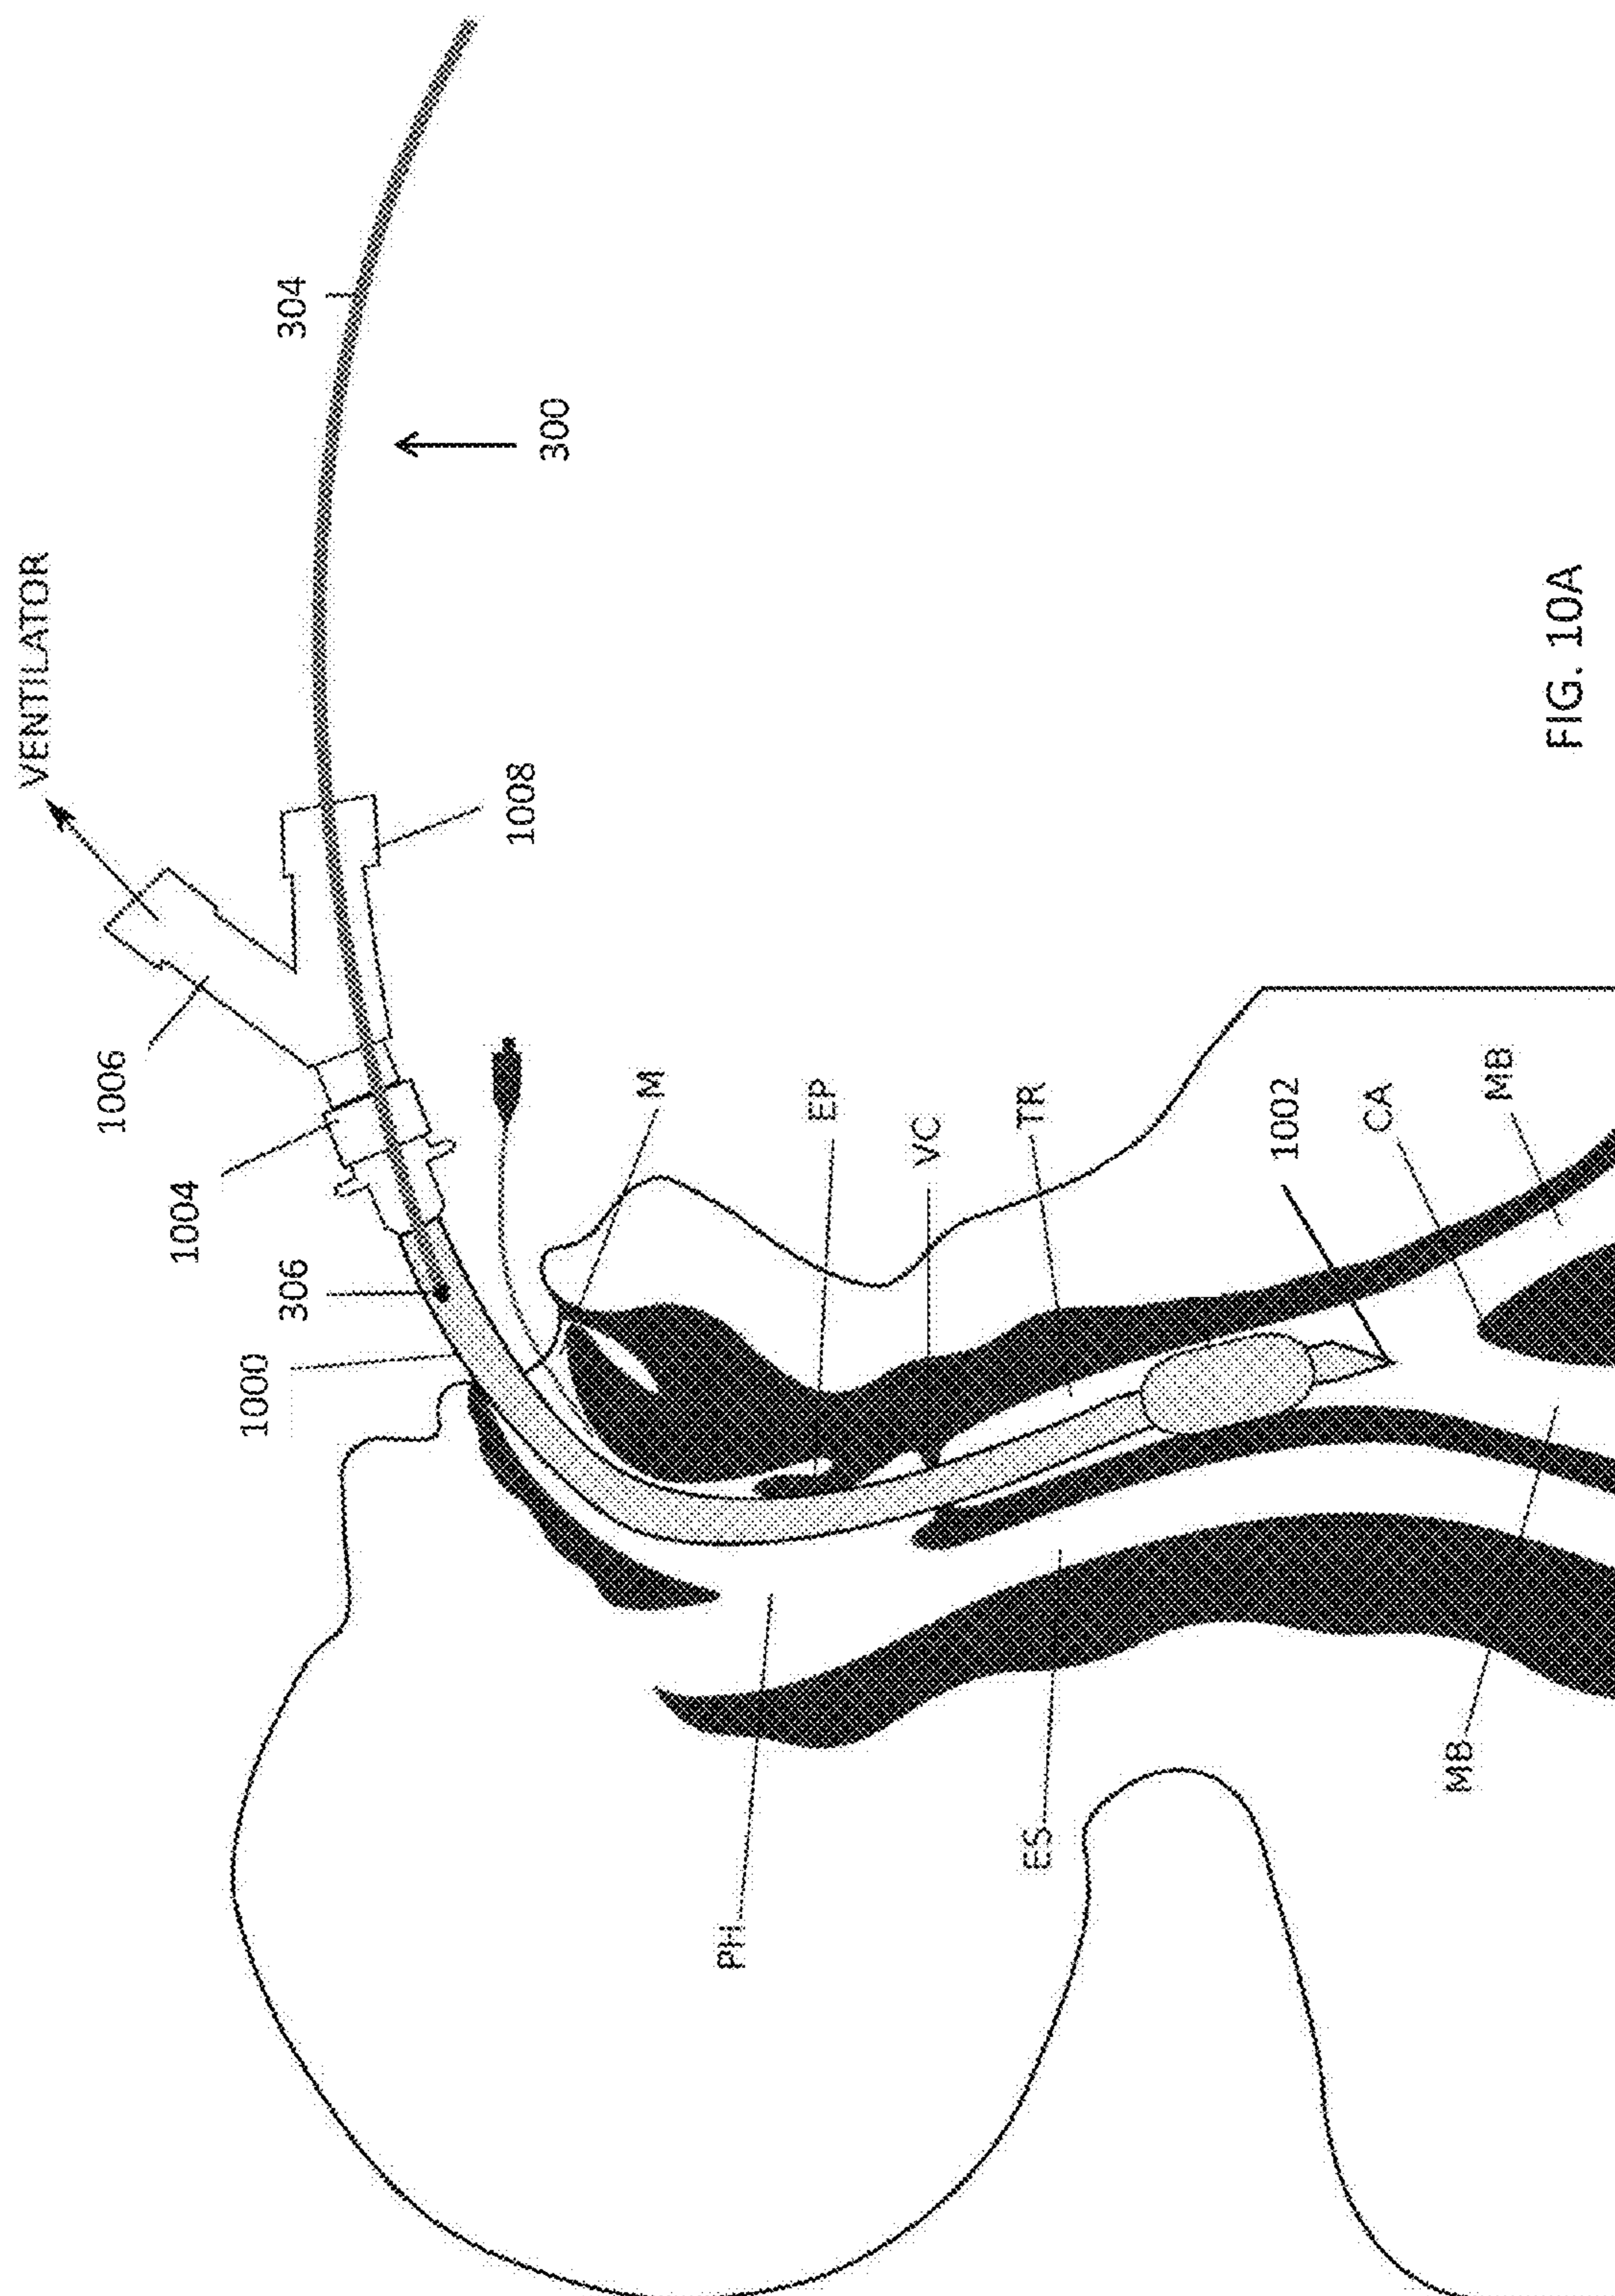 VENTILATOR
304
300
1006
1008
1004
306
1000
M
EP
VC
TR
1002
CA
MB
PH
ES
MB
FIG. 10A